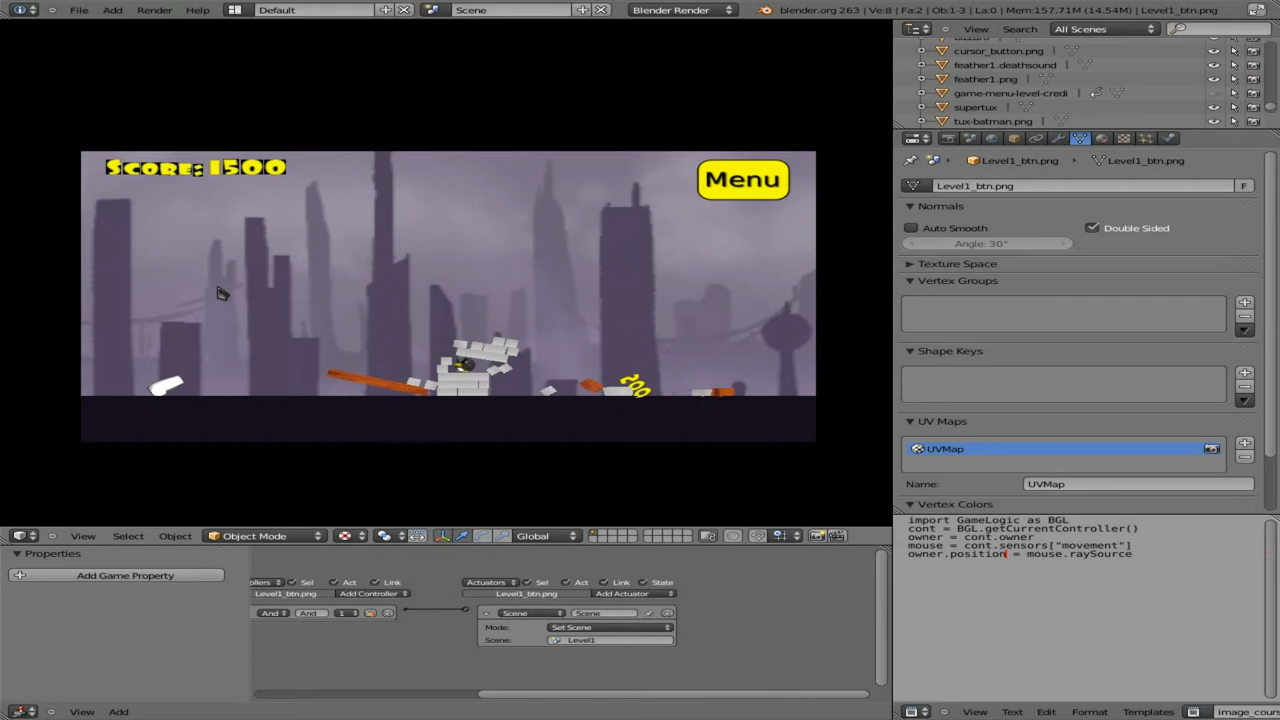 File Add Render Help Default Scene Blender Render blender.org 263 | Ve:8 | Fa:2 | Ob:1-3 | La:0 | Mem:157.71M (14.54M) | Level1_btn.png
View Search All Scenes
cursor_button.png
feather1.deathsound
feather1.png
game-menu-level-credi
supertux
tux-batman.png
Level1_btn.png Level1_btn.png
Level1_btn.png F
Normals
Auto Smooth Double Sided
Angle: 30°
Texture Space
Vertex Groups
Shape Keys
UV Maps
UVMap
Name: UVMap
Vertex Colors
Score: 1500
Menu
200
import GameLogic as BGL
cont = BGL.getCurrentController()
owner = cont.owner
mouse = cont.sensors["movement"]
owner.position = mouse.raySource
View Select Object Object Mode Global
Properties
Add Game Property
ollers Sel Act Link Actuators Sel Act Link State
Level1_btn.png Add Controller Level1_btn.png Add Actuator
And And 1 Scene Scene
Mode: Set Scene
Scene: Level1
View Add
View Text Edit Format Templates image_cours